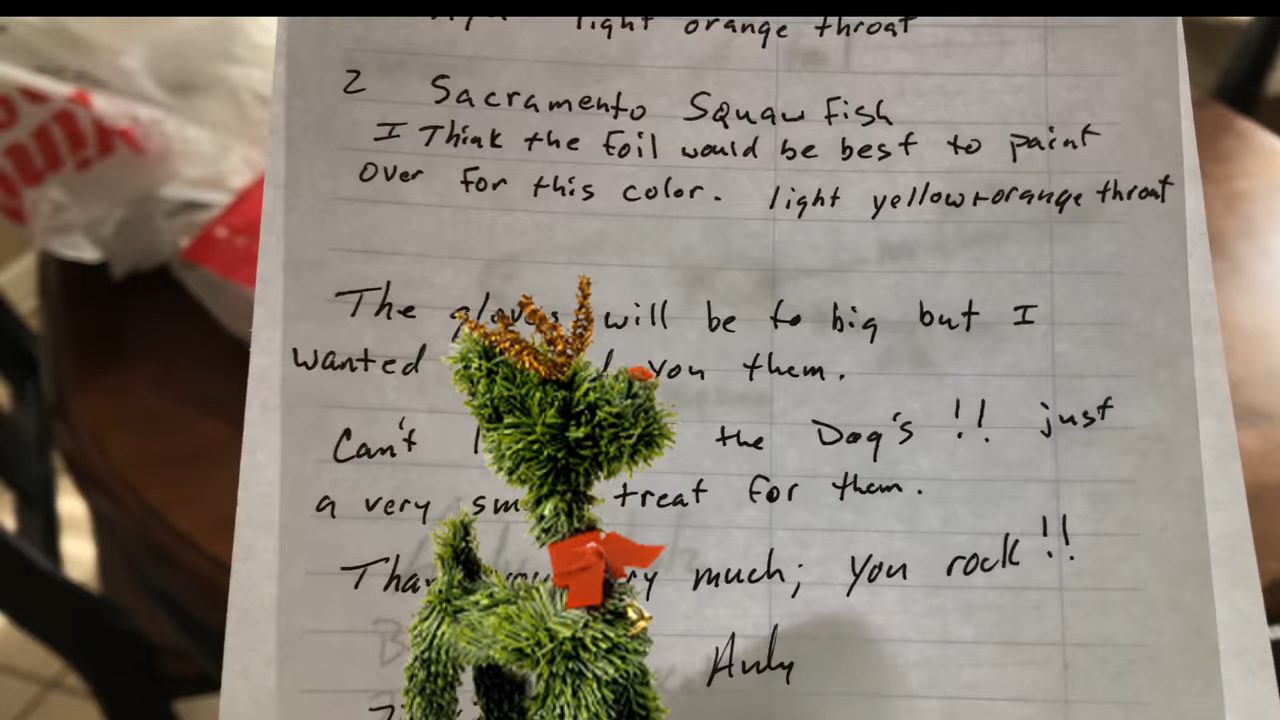 light orange throat
2 Sacramento Squaw Fish
I Think the foil would be best to paint
over for this color. light yellow+orange throat
The gloves will be to big but I
wanted you them.
Can't the Dog's !! just
a very treat for them.
much; you rock !!